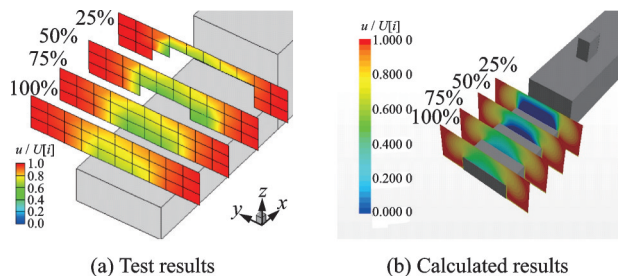 25%
50%
75%
100%
u / U[i]
1.0
0.8
0.6
0.4
0.2
0.0
z
y
x
(a) Test results
u / U[i]
1.000 0
0.800 0
0.600 0
0.400 0
0.200 0
0.000 0
25%
50%
75%
100%
(b) Calculated results